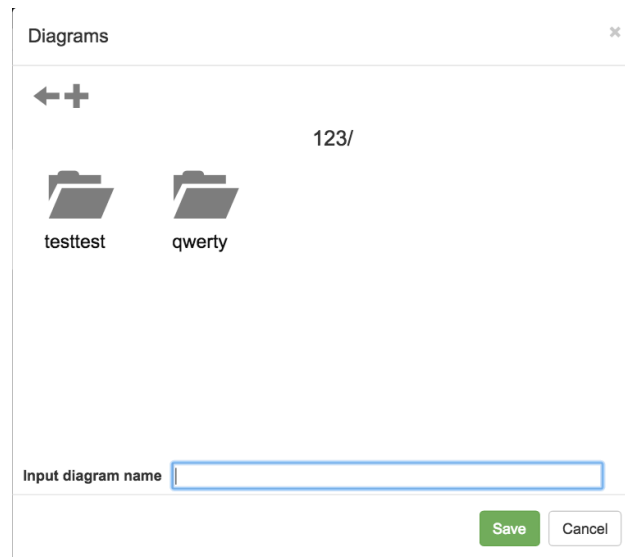 Diagrams
123/
testtest qwerty
Input diagram name
Save Cancel